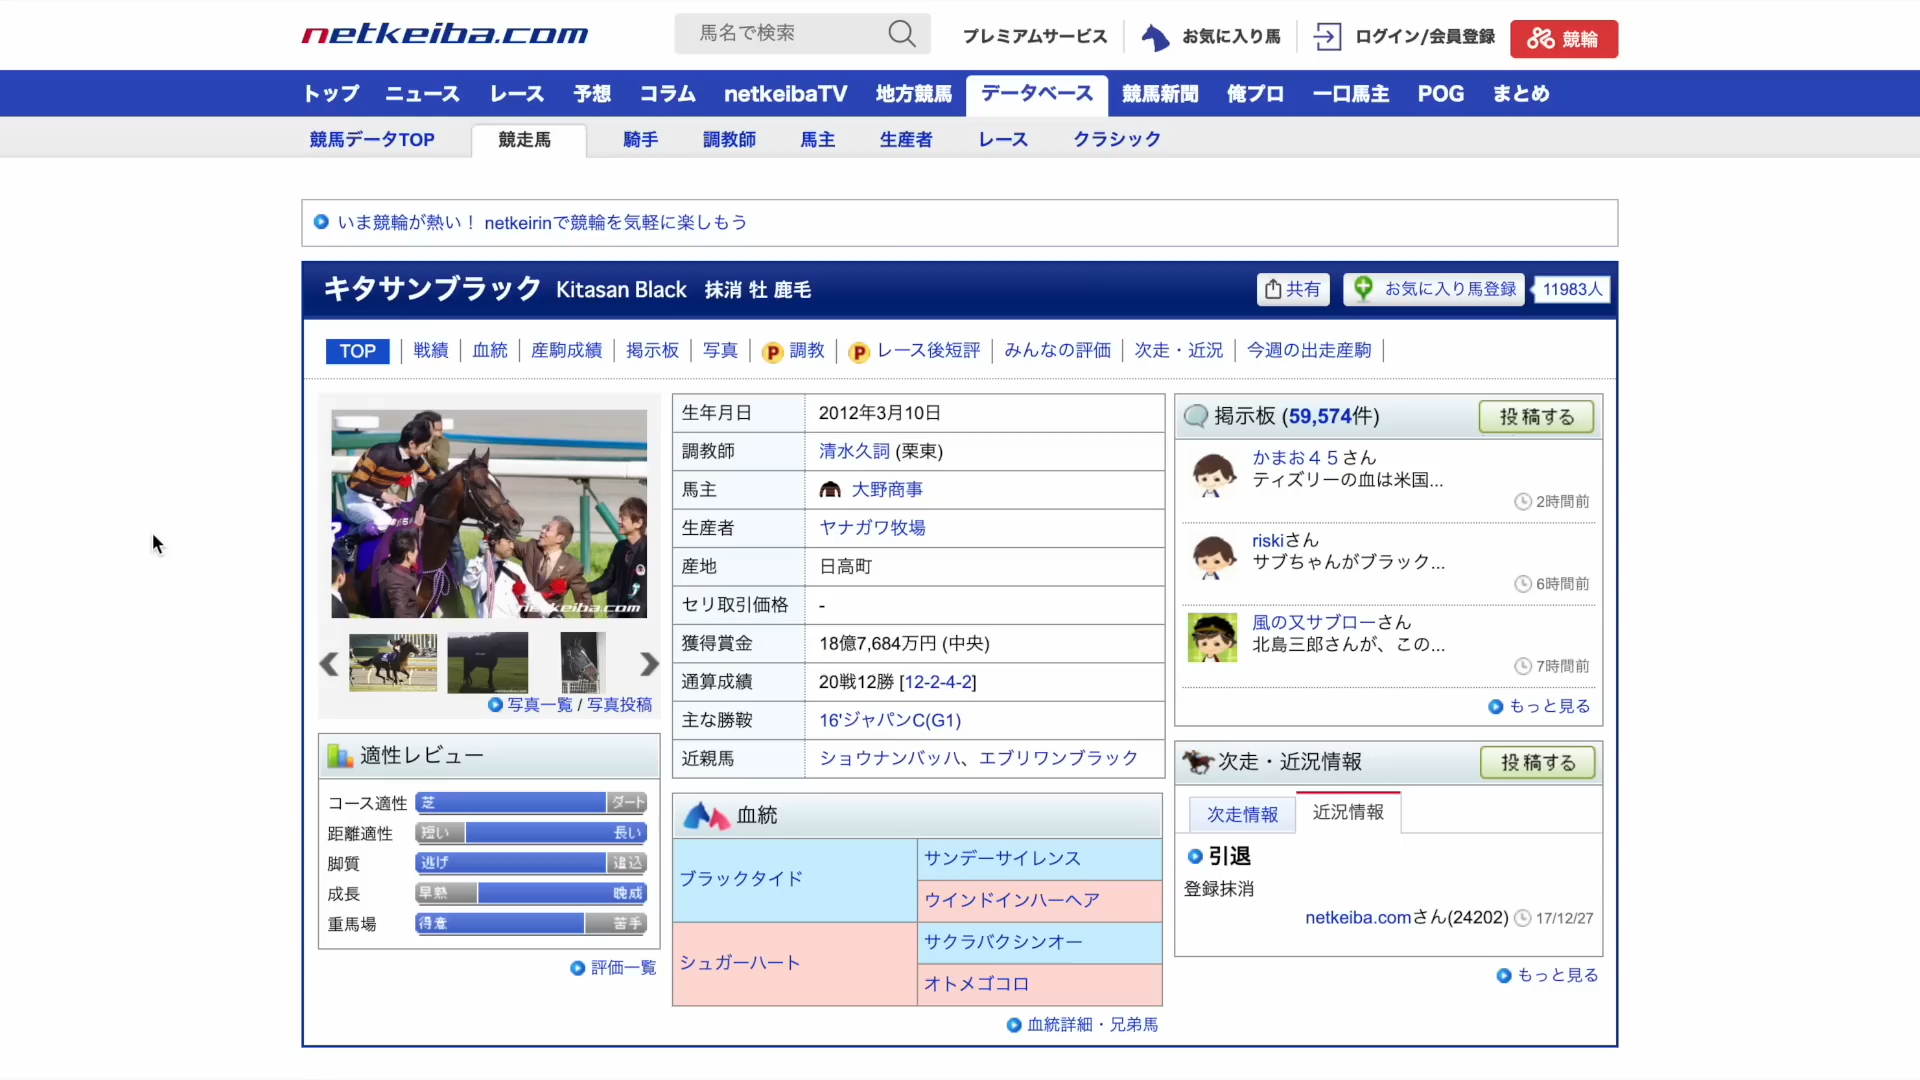 netkeiba.com
馬名で検索
プレミアムサービス
お気に入り馬
ログイン/会員登録
競輪
トップ ニュース レース 予想 コラム netkeibaTV 地方競馬 データベース 競馬新聞 俺プロ 一口馬主 POG まとめ
競馬データTOP 競走馬 騎手 調教師 馬主 生産者 レース クラシック
いま競輪が熱い！ netkeirinで競輪を気軽に楽しもう
キタサンブラック Kitasan Black 抹消 牡 鹿毛
共有
お気に入り馬登録
11983人
TOP 戦績 血統 産駒成績 掲示板 写真 P 調教 P レース後短評 みんなの評価 次走・近況 今週の出走産駒
netkeiba.com
写真一覧 / 写真投稿
適性レビュー
コース適性 芝 ダート
距離適性 短い 長い
脚質 逃げ 追込
成長 早熟 晩成
重馬場 得意 苦手
評価一覧
生年月日 2012年3月10日
調教師 清水久詞 (栗東)
馬主 大野商事
生産者 ヤナガワ牧場
産地 日高町
セリ取引価格 -
獲得賞金 18億7,684万円 (中央)
通算成績 20戦12勝 [12-2-4-2]
主な勝鞍 16'ジャパンC(G1)
近親馬 ショウナンバッハ、エブリワンブラック
血統
ブラックタイド
サンデーサイレンス
ウインドインハーヘア
シュガーハート
サクラバクシンオー
オトメゴコロ
血統詳細・兄弟馬
掲示板 (59,574件)
投稿する
かまお４５さん
ティズリーの血は米国...
2時間前
riskiさん
サブちゃんがブラック...
6時間前
風の又サブローさん
北島三郎さんが、この...
7時間前
もっと見る
次走・近況情報
投稿する
次走情報 近況情報
引退
登録抹消
netkeiba.comさん(24202) 17/12/27
もっと見る